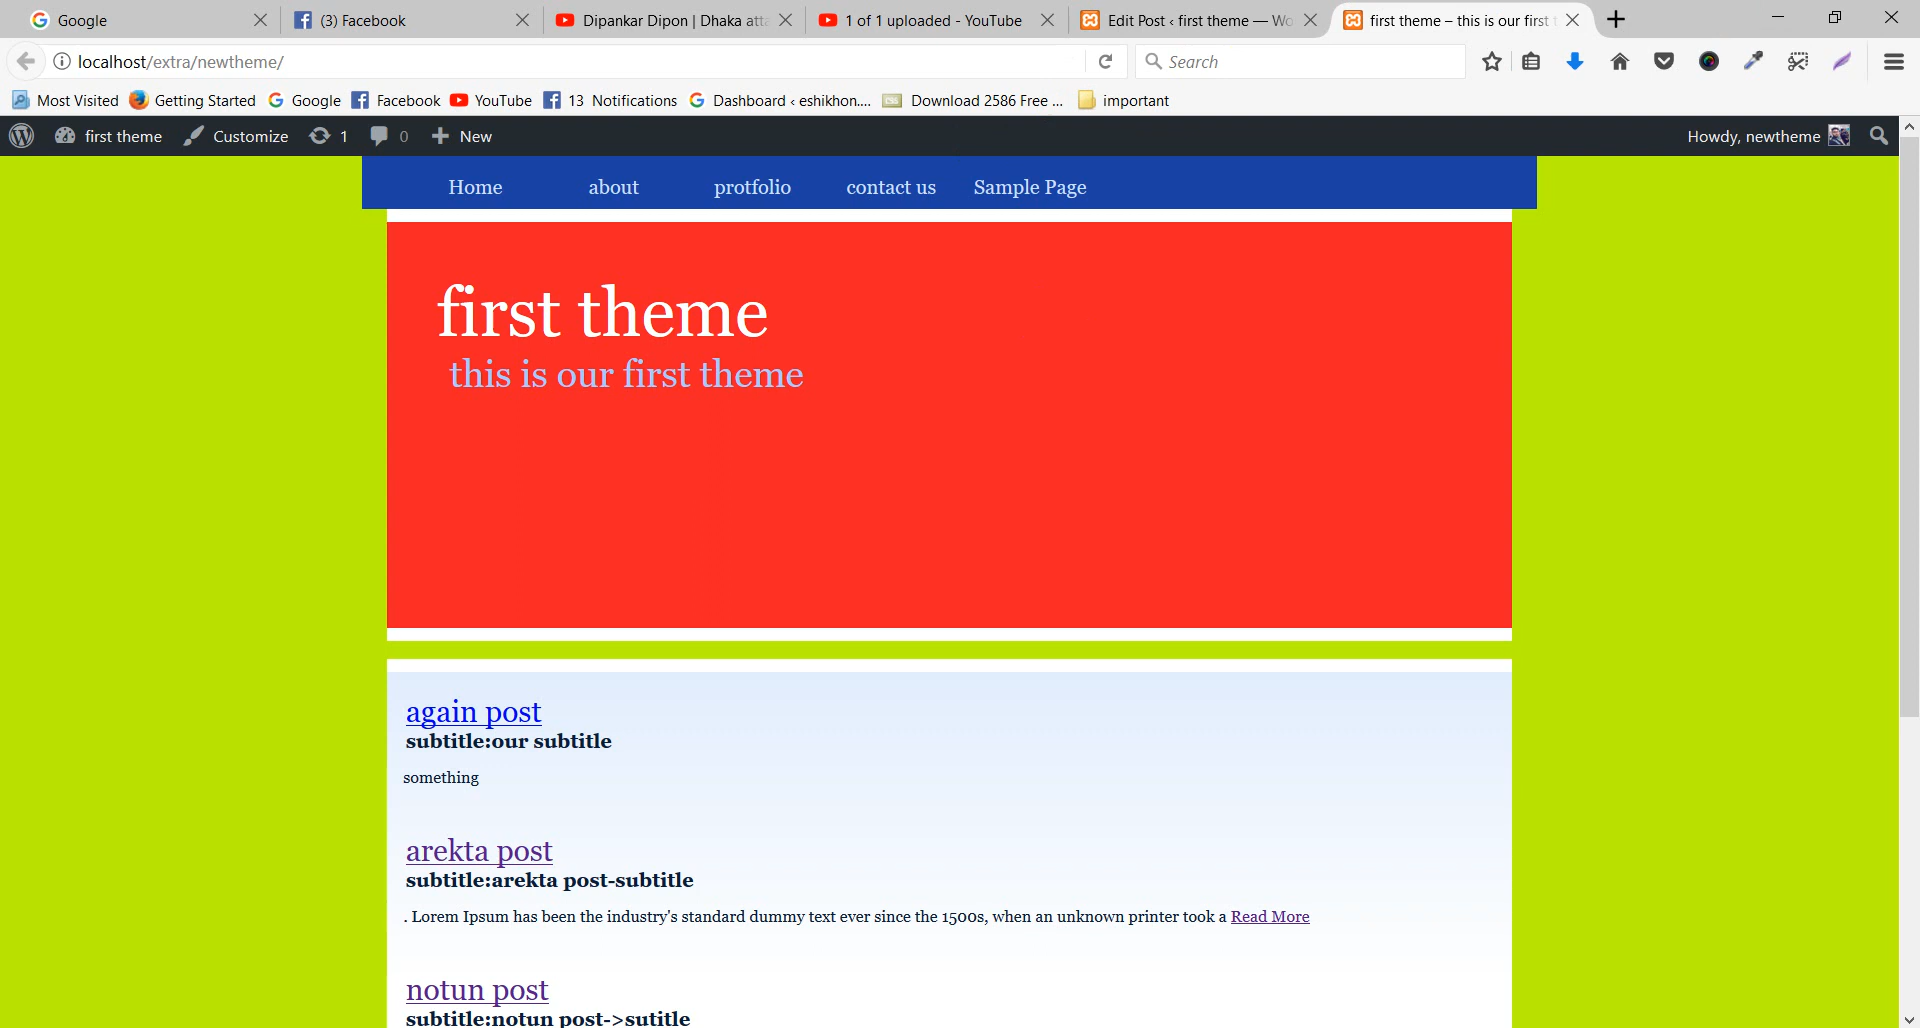 Google
(3) Facebook
Dipankar Dipon | Dhaka atta
1 of 1 uploaded - YouTube
Edit Post ‹ first theme — Wo
first theme – this is our first t
localhost/extra/newtheme/
Search
Most Visited
Getting Started
Google
Facebook
YouTube
13 Notifications
Dashboard ‹ eshikhon....
Download 2586 Free ...
important
first theme
Customize
1
0
New
Howdy, newtheme
Home
about
protfolio
contact us
Sample Page
first theme
this is our first theme
again post
subtitle:our subtitle
something
arekta post
subtitle:arekta post-subtitle
. Lorem Ipsum has been the industry's standard dummy text ever since the 1500s, when an unknown printer took a Read More
notun post
subtitle:notun post->sutitle